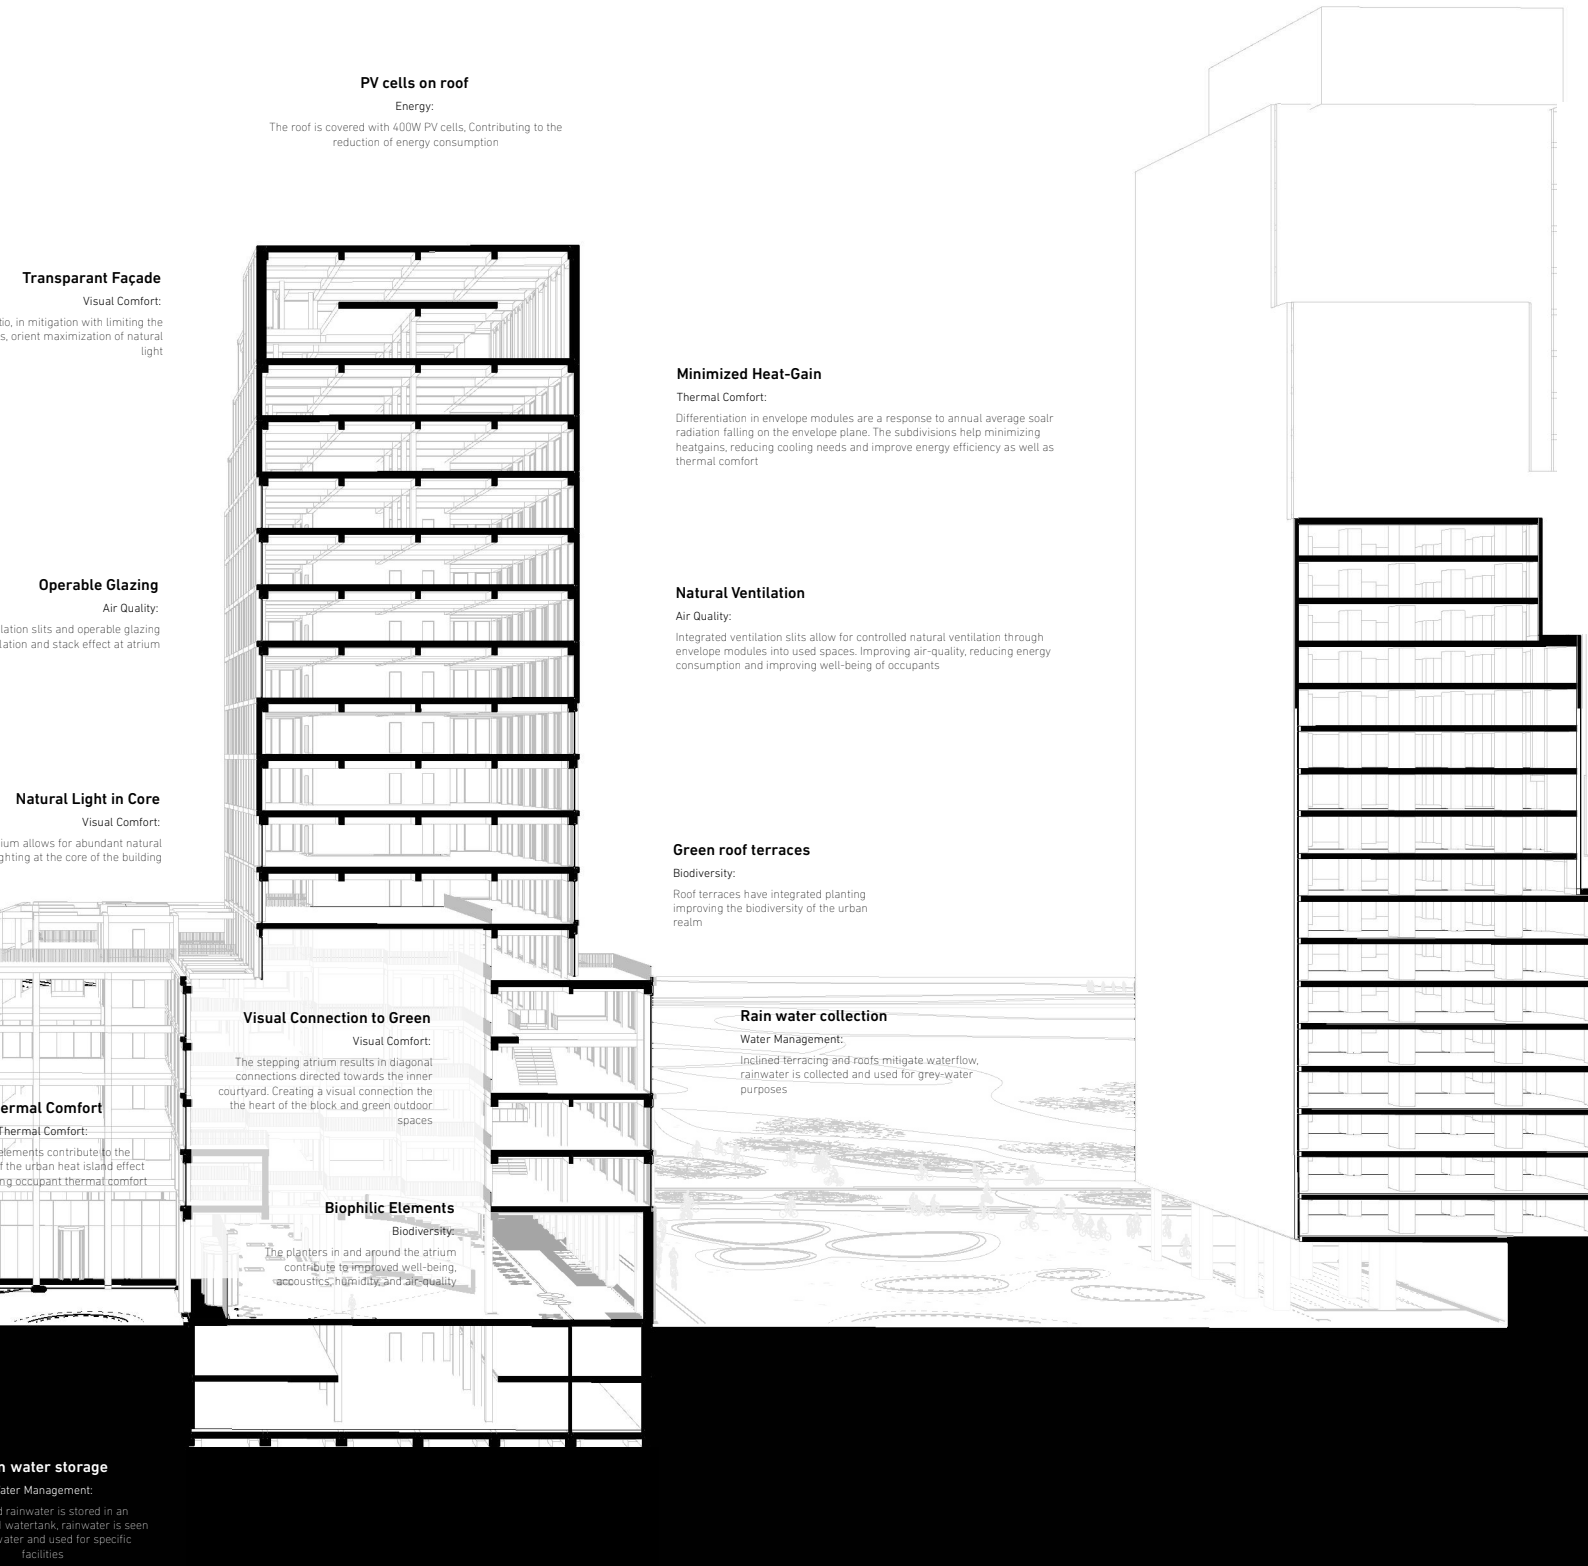 PV cells on roof
Energy:
The roof is covered with 400W PV cells, Contributing to the
reduction of energy consumption
Transparant Façade
Visual Comfort:
in mitigation with limiting the
orient maximization of natural
light
Minimized Heat-Gain
Thermal Comfort:
Differentiation in envelope modules are a response to annual average soalr
radiation falling on the envelope plane. The subdivisions help minimizing
heatgains, reducing cooling needs and improve energy efficiency as well as
thermal comfort
Operable Glazing
Air Quality:
slits and operable glazing
and stack effect at atrium
Natural Ventilation
Air Quality:
Integrated ventilation slits allow for controlled natural ventilation through
envelope modules into used spaces. Improving air-quality, reducing energy
consumption and improving well-being of occupants
Natural Light in Core
Visual Comfort:
allows for abundant natural
at the core of the building
Green roof terraces
Biodiversity:
Roof terraces have integrated planting
improving the biodiversity of the urban
realm
Visual Connection to Green
Visual Comfort:
The stepping atrium results in diagonal
connections directed towards the inner
courtyard. Creating a visual connection the
the heart of the block and green outdoor
spaces
Rain water collection
Water Management:
Inclined terracing and roofs mitigate waterflow,
rainwater is collected and used for grey-water
purposes
Comfort
Thermal Comfort:
elements contribute to the
the urban heat island effect
occupant thermal comfort
Biophilic Elements
Biodiversity:
The planters in and around the atrium
contribute to improved well-being,
accoustics, humidity, and air-quality
water storage
Management:
rainwater is stored in an
watertank, rainwater is seen
and used for specific
facilities